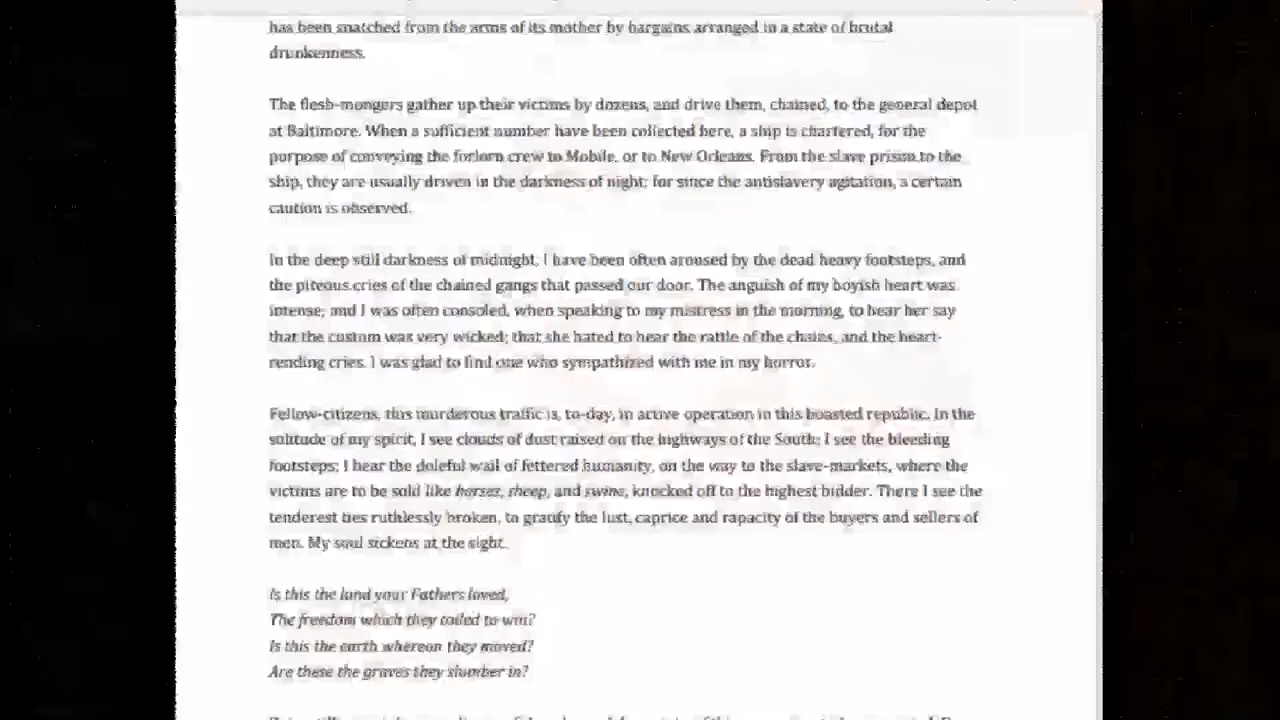 has been snatched from the arms of its mother by bargains arranged in a state of brutal
drunkenness.
The flesh-mongers gather up their victims by dozens, and drive them, chained, to the general depot
at Baltimore. When a sufficient number have been collected here, a ship is chartered, for the
purpose of conveying the forlorn crew to Mobile, or to New Orleans. From the slave prison to the
ship, they are usually driven in the darkness of night; for since the antislavery agitation, a certain
caution is observed.
In the deep still darkness of midnight, I have been often aroused by the dead heavy footsteps, and
the piteous cries of the chained gangs that passed our door. The anguish of my boyish heart was
intense; and I was often consoled, when speaking to my mistress in the morning, to hear her say
that the custom was very wicked; that she hated to hear the rattle of the chains, and the heart-
rending cries. I was glad to find one who sympathized with me in my horror.
Fellow-citizens, this murderous traffic is, to-day, in active operation in this boasted republic. In the
solitude of my spirit, I see clouds of dust raised on the highways of the South; I see the bleeding
footsteps; I hear the doleful wail of fettered humanity, on the way to the slave-markets, where the
victims are to be sold like horses, sheep, and swine, knocked off to the highest bidder. There I see the
tenderest ties ruthlessly broken, to gratify the lust, caprice and rapacity of the buyers and sellers of
men. My soul sickens at the sight.
Is this the land your Fathers loved,
The freedom which they toiled to win?
Is this the earth whereon they moved?
Are these the graves they slumber in?